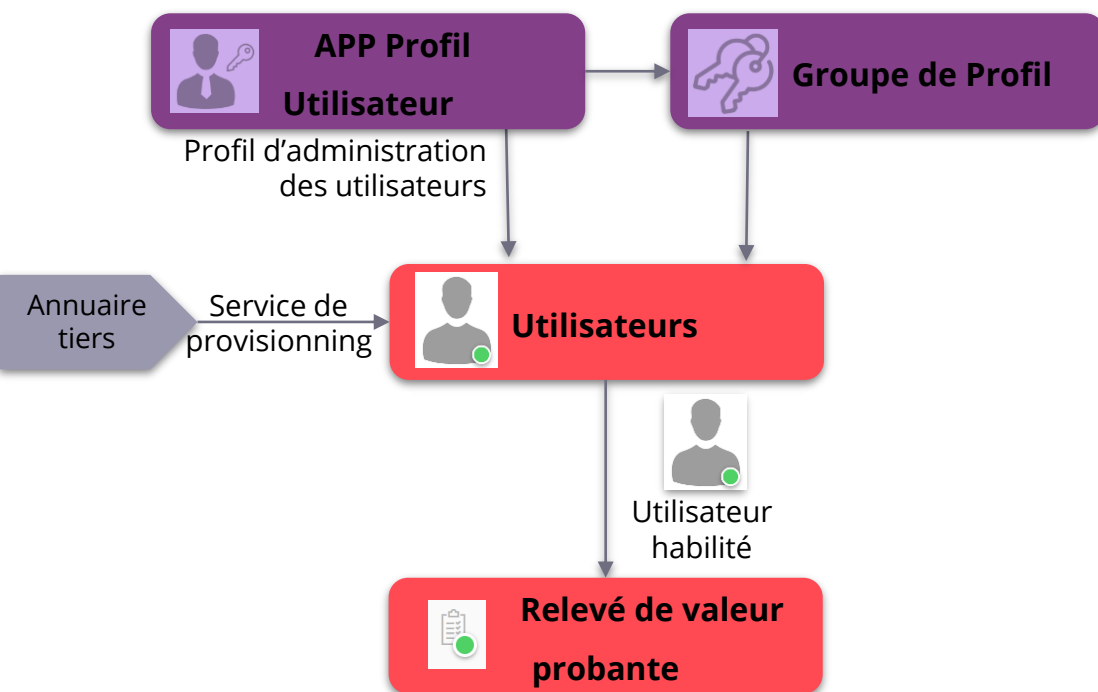 APP Profil
Utilisateur
Groupe de Profil
Profil d’administration
des utilisateurs
Annuaire
tiers
Service de
provisionning
Utilisateurs
Utilisateur
habilité
Relevé de valeur
probante